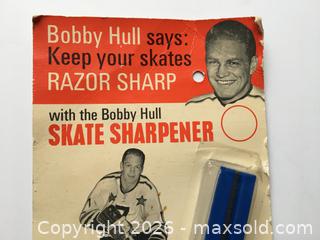 Bobby Hull says:
Keep your skates
RAZOR SHARP
with the Bobby Hull
SKATE SHARPENER
© Copyright 2026 - maxsold.com